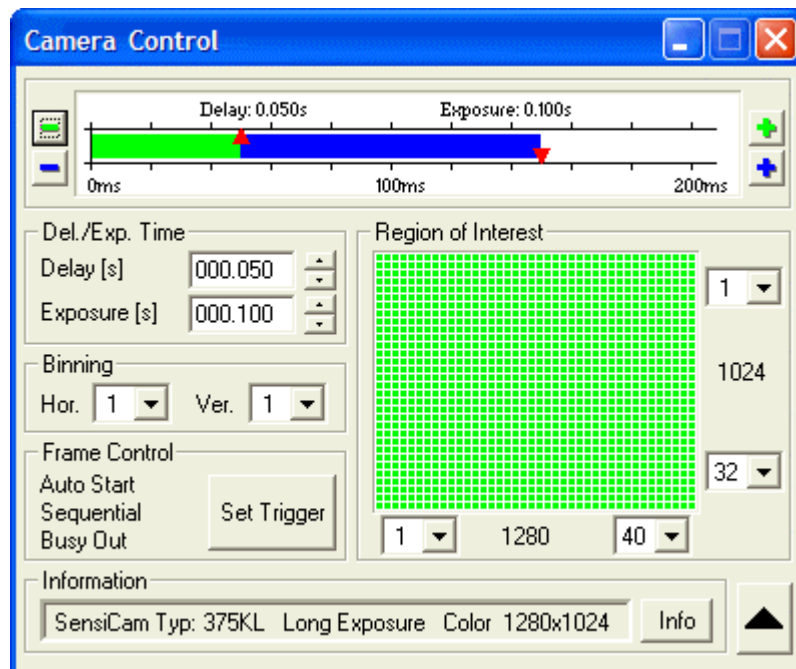 Camera Control
Delay: 0.050s Exposure: 0.100s
0ms 100ms 200ms
Del./Exp. Time
Delay [s] 000.050
Exposure [s] 000.100
Binning
Hor. 1 Ver. 1
Frame Control
Auto Start
Sequential
Busy Out
Set Trigger
Region of Interest
1
1024
32
1 1280 40
Information
SensiCam Typ: 375KL Long Exposure Color 1280x1024 Info